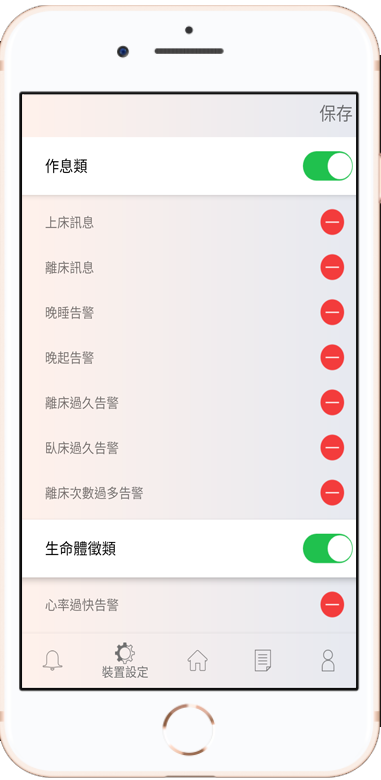 保存
作息類
上床訊息
離床訊息
晚睡告警
晚起告警
離床過久告警
臥床過久告警
離床次數過多告警
生命體徵類
心率過快告警
裝置設定